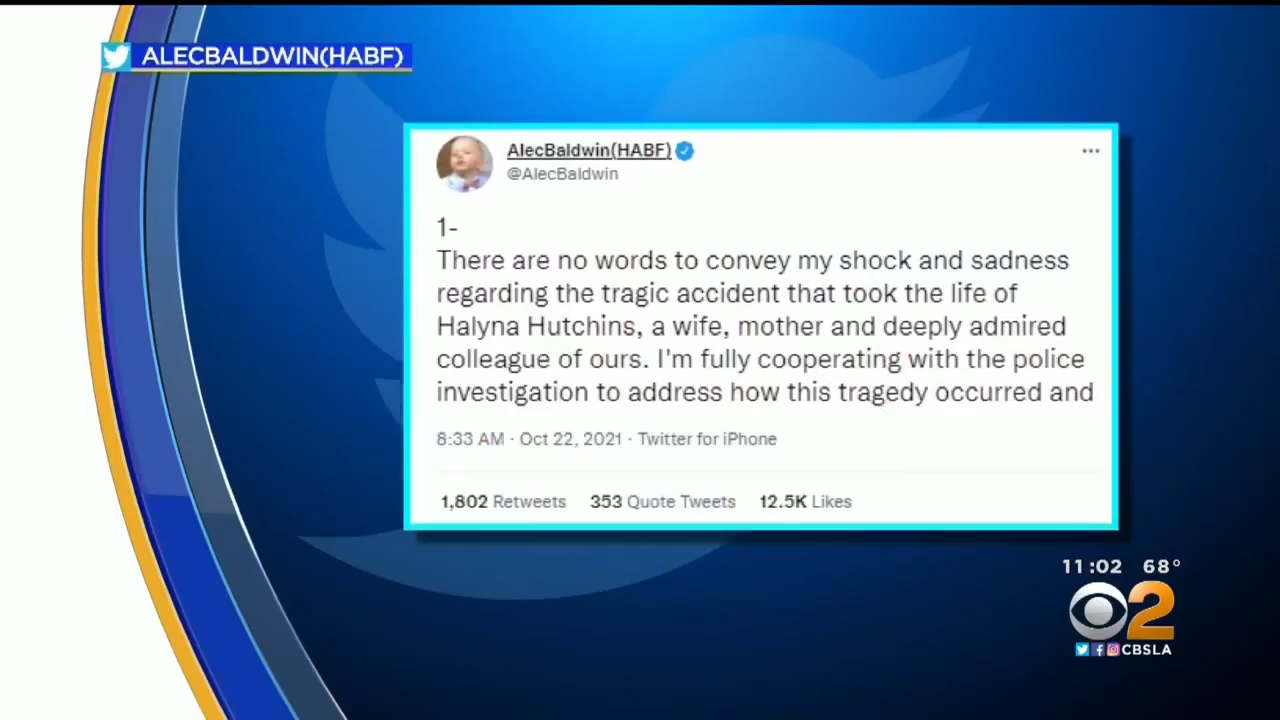 ALECBALDWIN(HABF)
AlecBaldwin(HABF)
@AlecBaldwin
1-
There are no words to convey my shock and sadness
regarding the tragic accident that took the life of
Halyna Hutchins, a wife, mother and deeply admired
colleague of ours. I'm fully cooperating with the police
investigation to address how this tragedy occurred and
8:33 AM · Oct 22, 2021 · Twitter for iPhone
1,802 Retweets 353 Quote Tweets 12.5K Likes
11:02 68°
2
CBSLA